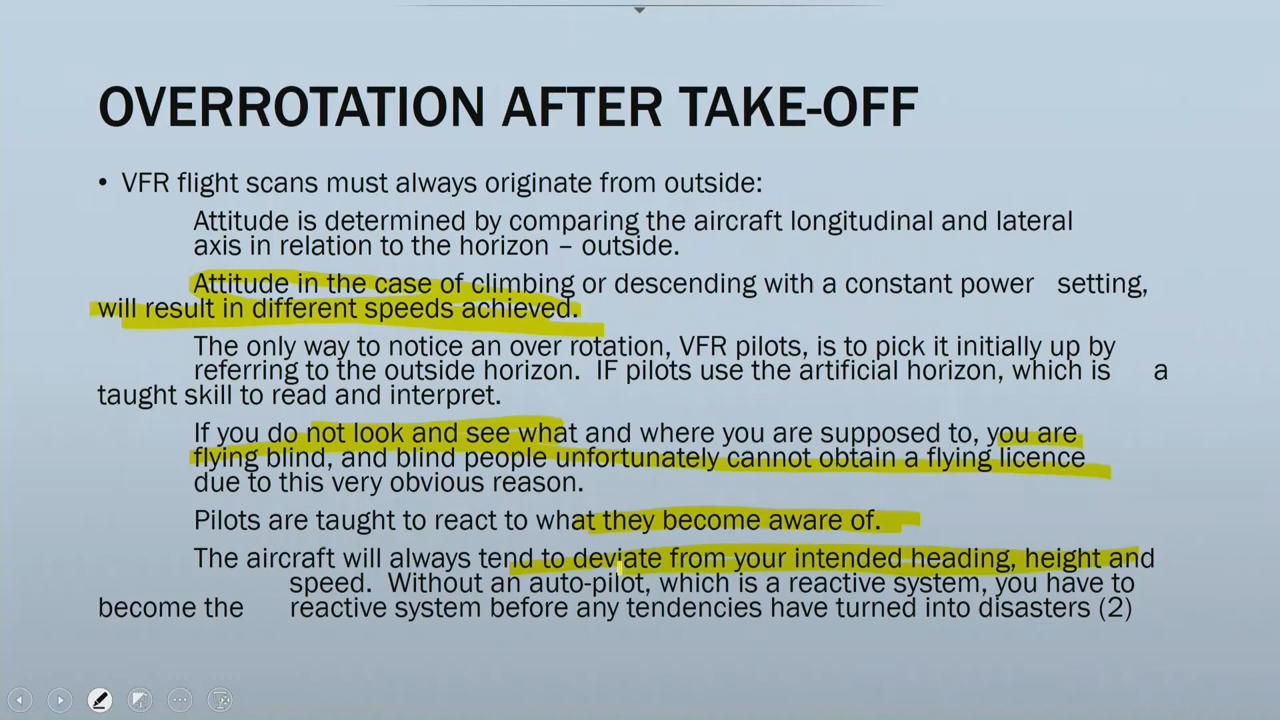 OVERROTATION AFTER TAKE-OFF
• VFR flight scans must always originate from outside:
Attitude is determined by comparing the aircraft longitudinal and lateral
axis in relation to the horizon – outside.
Attitude in the case of climbing or descending with a constant power setting,
will result in different speeds achieved.
The only way to notice an over rotation, VFR pilots, is to pick it initially up by
referring to the outside horizon. IF pilots use the artificial horizon, which is a
taught skill to read and interpret.
If you do not look and see what and where you are supposed to, you are
flying blind, and blind people unfortunately cannot obtain a flying licence
due to this very obvious reason.
Pilots are taught to react to what they become aware of.
The aircraft will always tend to deviate from your intended heading, height and
speed. Without an auto-pilot, which is a reactive system, you have to
become the reactive system before any tendencies have turned into disasters (2)